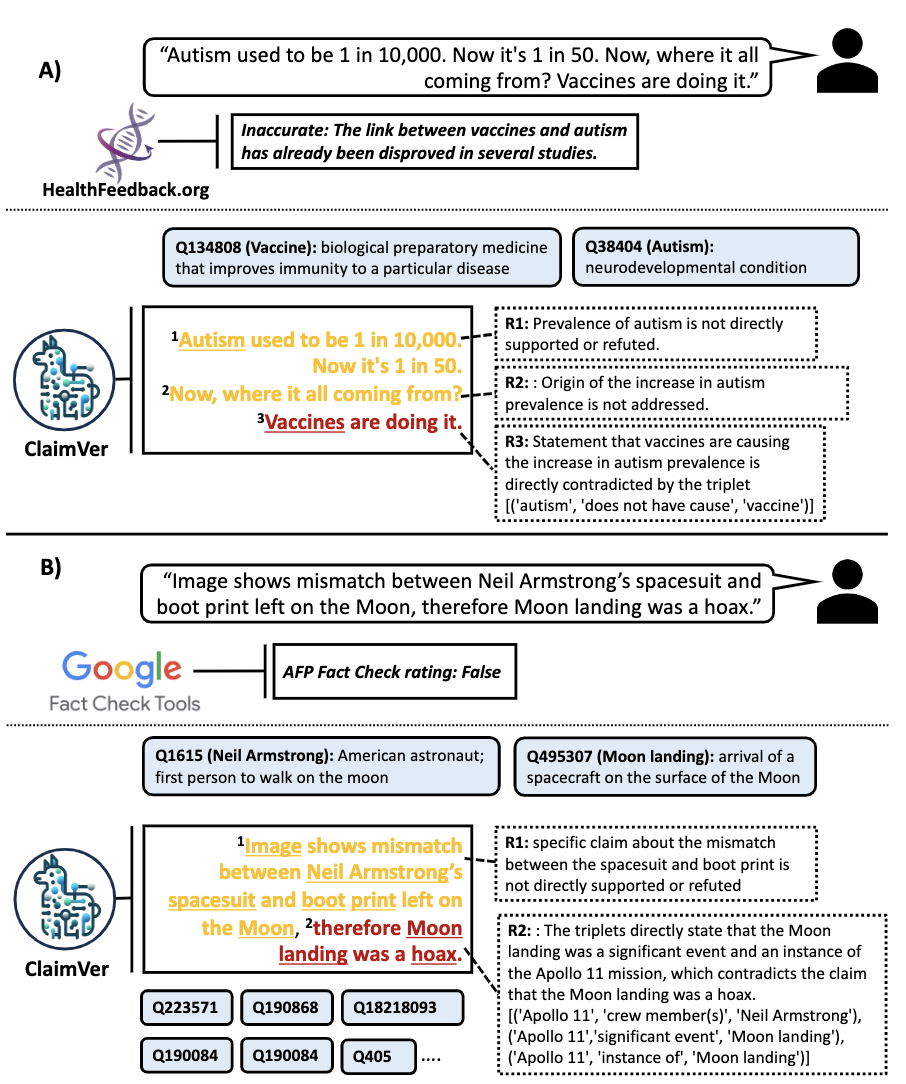 A)
“Autism used to be 1 in 10,000. Now it's 1 in 50. Now, where it all
coming from? Vaccines are doing it.”
Inaccurate: The link between vaccines and autism
has already been disproved in several studies.
HealthFeedback.org
Q134808 (Vaccine): biological preparatory medicine
that improves immunity to a particular disease
Q38404 (Autism):
neurodevelopmental condition
1Autism used to be 1 in 10,000.
Now it's 1 in 50.
2Now, where it all coming from?
3Vaccines are doing it.
ClaimVer
R1: Prevalence of autism is not directly
supported or refuted.
R2: : Origin of the increase in autism
prevalence is not addressed.
R3: Statement that vaccines are causing
the increase in autism prevalence is
directly contradicted by the triplet
[('autism', 'does not have cause', 'vaccine')]
B)
“Image shows mismatch between Neil Armstrong’s spacesuit and
boot print left on the Moon, therefore Moon landing was a hoax.”
Google
Fact Check Tools
AFP Fact Check rating: False
Q1615 (Neil Armstrong): American astronaut;
first person to walk on the moon
Q495307 (Moon landing): arrival of a
spacecraft on the surface of the Moon
1Image shows mismatch
between Neil Armstrong’s
spacesuit and boot print left on
the Moon, 2therefore Moon
landing was a hoax.
ClaimVer
R1: specific claim about the mismatch
between the spacesuit and boot print is
not directly supported or refuted
R2: : The triplets directly state that the Moon
landing was a significant event and an instance of
the Apollo 11 mission, which contradicts the claim
that the Moon landing was a hoax.
[('Apollo 11', 'crew member(s)', 'Neil Armstrong'),
('Apollo 11','significant event', 'Moon landing'),
('Apollo 11', 'instance of', 'Moon landing')]
Q223571 Q190868 Q18218093
Q190084 Q190084 Q405 ....